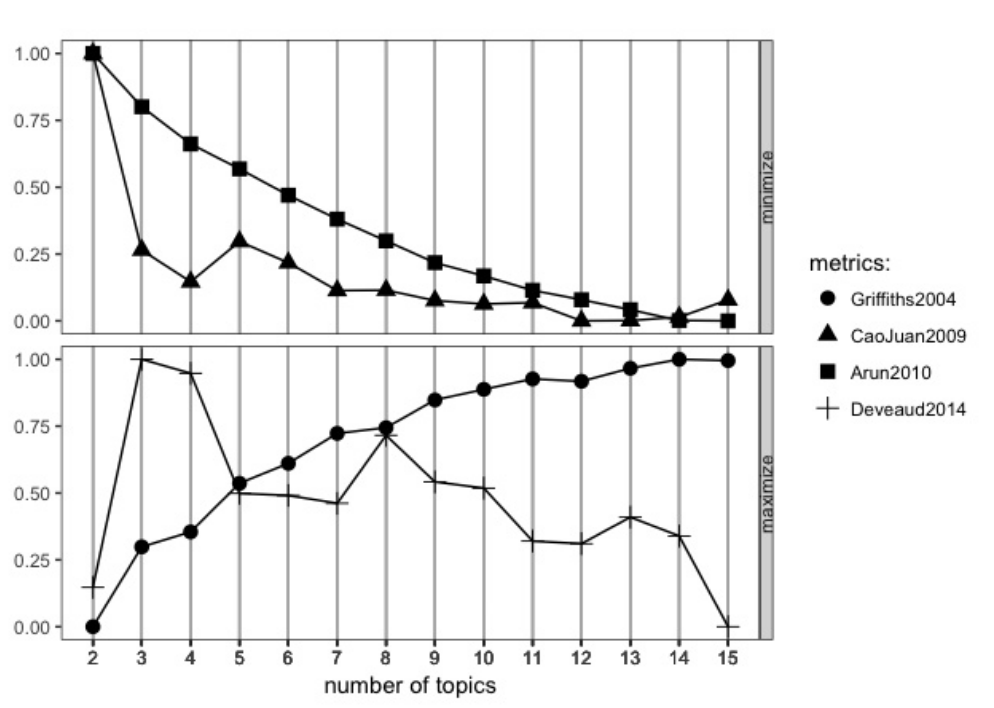 1.00
0.75
0.50
0.25
0.00
minimize
1.00
0.75
0.50
0.25
0.00
maximize
2 3 4 5 6 7 8 9 10 11 12 13 14 15
number of topics
metrics:
Griffiths2004
CaoJuan2009
Arun2010
Deveaud2014